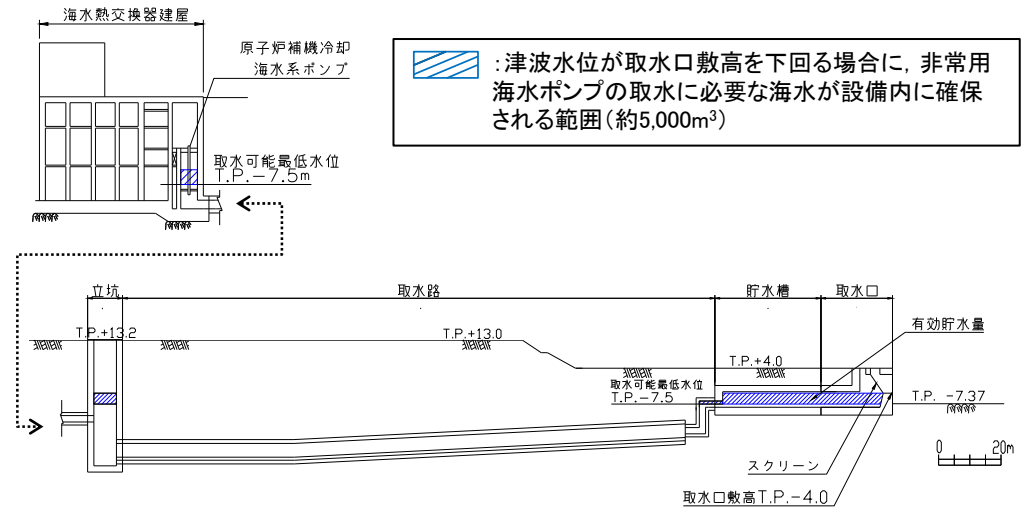 海水熱交換器建屋
原子炉補機冷却
海水系ポンプ
:津波水位が取水口敷高を下回る場合に，非常用
海水ポンプの取水に必要な海水が設備内に確保
される範囲(約5,000m³)
取水可能最低水位
T.P.-7.5m
立坑
取水路
貯水槽
取水口
T.P.+13.2
T.P.+13.0
有効貯水量
T.P.+4.0
取水可能最低水位
T.P.-7.5
T.P. -7.37
スクリーン
0 20m
取水口敷高T.P.-4.0